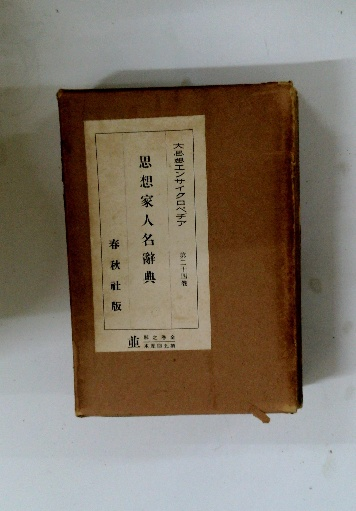 大思想エンサイクロペヂア
第二十四巻
思想家人名辭典
春秋社版